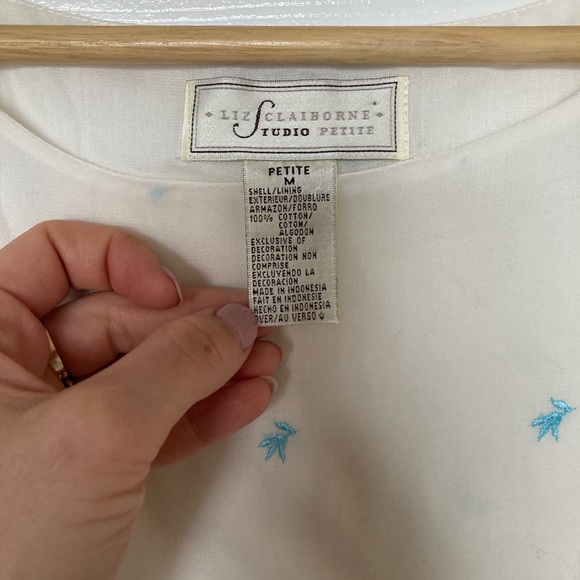 LIZ CLAIBORNE
STUDIO PETITE
PETITE
M
SHELL/LINING
EXTERIEUR/DOUBLURE
ARMAZON/FORRO
100% COTTON/
COTON/
ALGODON
EXCLUSIVE OF
DECORATION
DECORATION NON
COMPRISE
EXCLUYENDO LA
DECORACION
MADE IN INDONESIA
FAIT EN INDONESIE
HECHO EN INDONESIA
OVER/AU VERSO